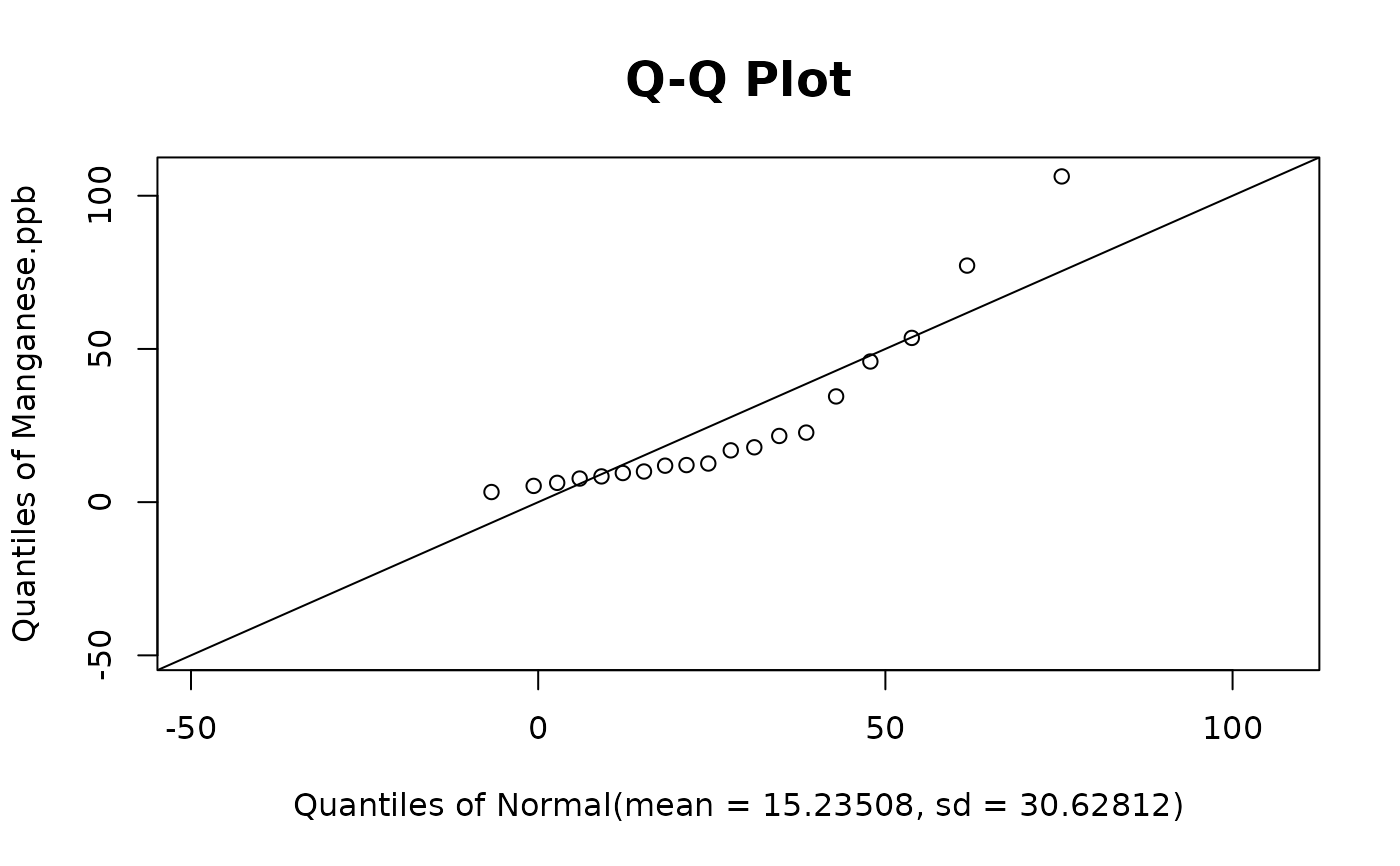 Q-Q Plot
Quantiles of Manganese.ppb
100
50
0
-50
-50 0 50 100
Quantiles of Normal(mean = 15.23508, sd = 30.62812)